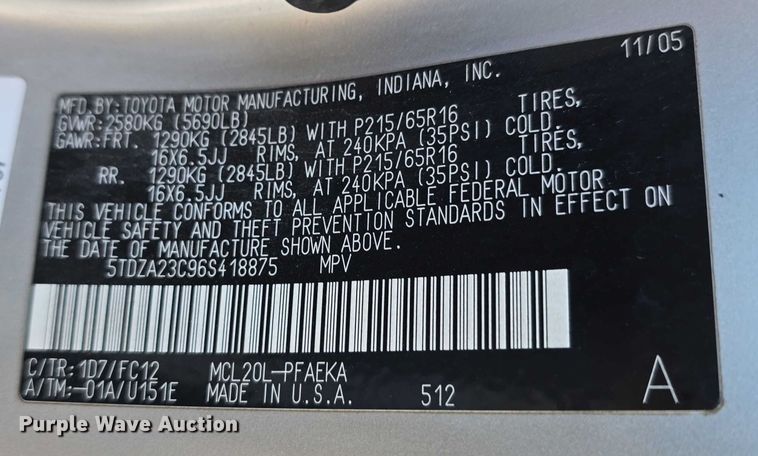 11/05
MFD. BY: TOYOTA MOTOR MANUFACTURING, INDIANA, INC.
GVWR: 2580KG (5690LB)
GAWR: FRT. 1290KG (2845LB) WITH P215/65R16 TIRES,
16X6.5JJ RIMS, AT 240KPA (35PSI) COLD.
RR. 1290KG (2845LB) WITH P215/65R16 TIRES,
16X6.5JJ RIMS, AT 240KPA (35PSI) COLD.
THIS VEHICLE CONFORMS TO ALL APPLICABLE FEDERAL MOTOR
VEHICLE SAFETY AND THEFT PREVENTION STANDARDS IN EFFECT ON
THE DATE OF MANUFACTURE SHOWN ABOVE.
5TDZA23C96S418875 MPV
C/TR: 1D7/FC12 MCL20L-PFAEKA
A/TM: -01A/U151E MADE IN U.S.A. 512 A
Purple Wave Auction